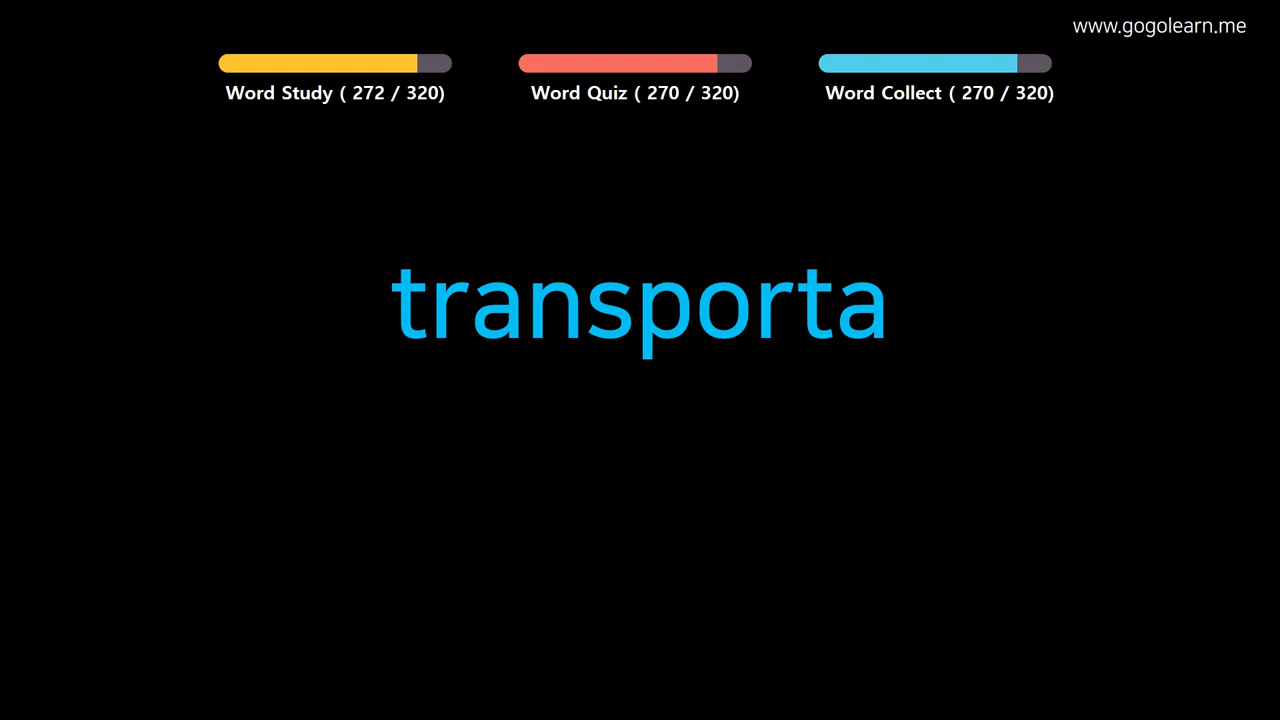 www.gogolearn.me
Word Study ( 272 / 320)
Word Quiz ( 270 / 320)
Word Collect ( 270 / 320)
transporta